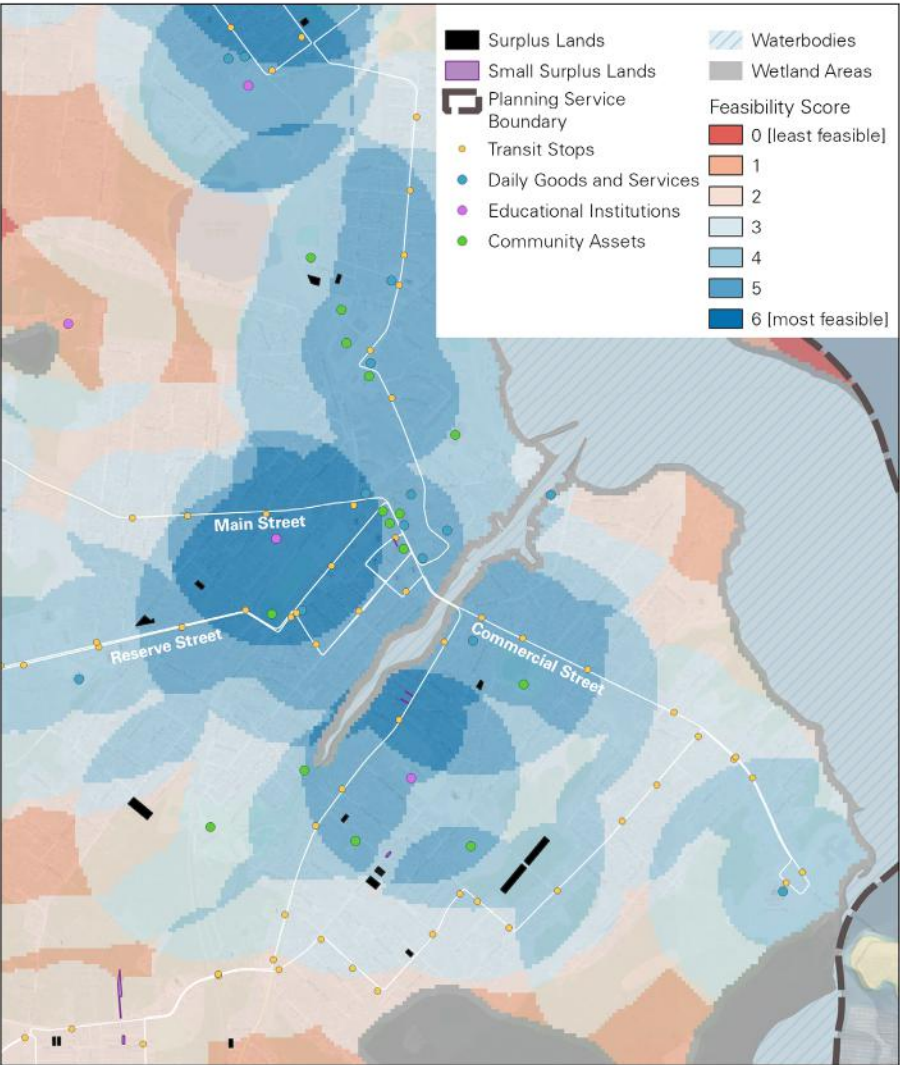 Surplus Lands
Small Surplus Lands
Planning Service
Boundary
Transit Stops
Daily Goods and Services
Educational Institutions
Community Assets
Waterbodies
Wetland Areas
Feasibility Score
0 [least feasible]
1
2
3
4
5
6 [most feasible]
Main Street
Reserve Street
Commercial Street